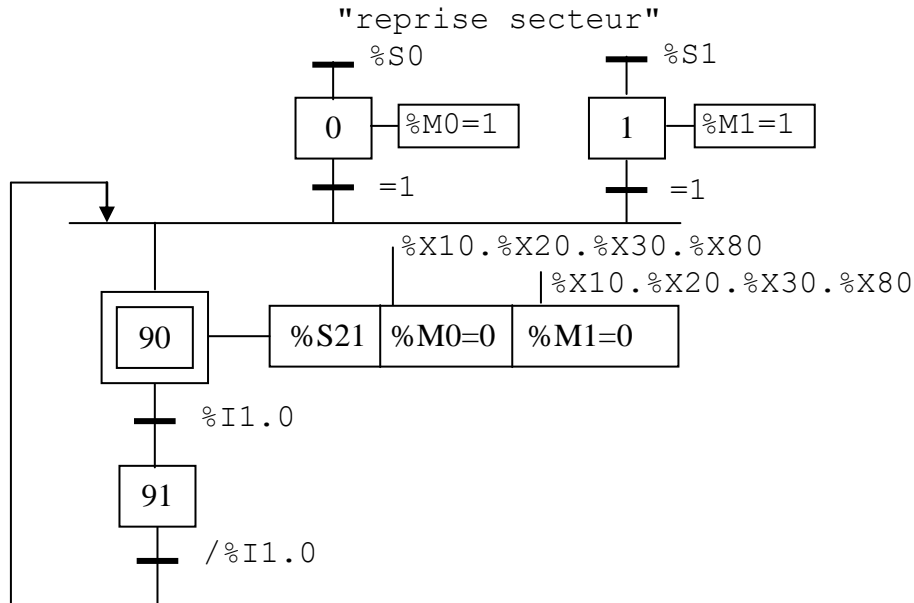 "reprise secteur"
%S0 %S1
0 %M0=1 1 %M1=1
=1 =1
%X10.%X20.%X30.%X80
%X10.%X20.%X30.%X80
90 %S21 %M0=0 %M1=0
%I1.0
91
/%I1.0